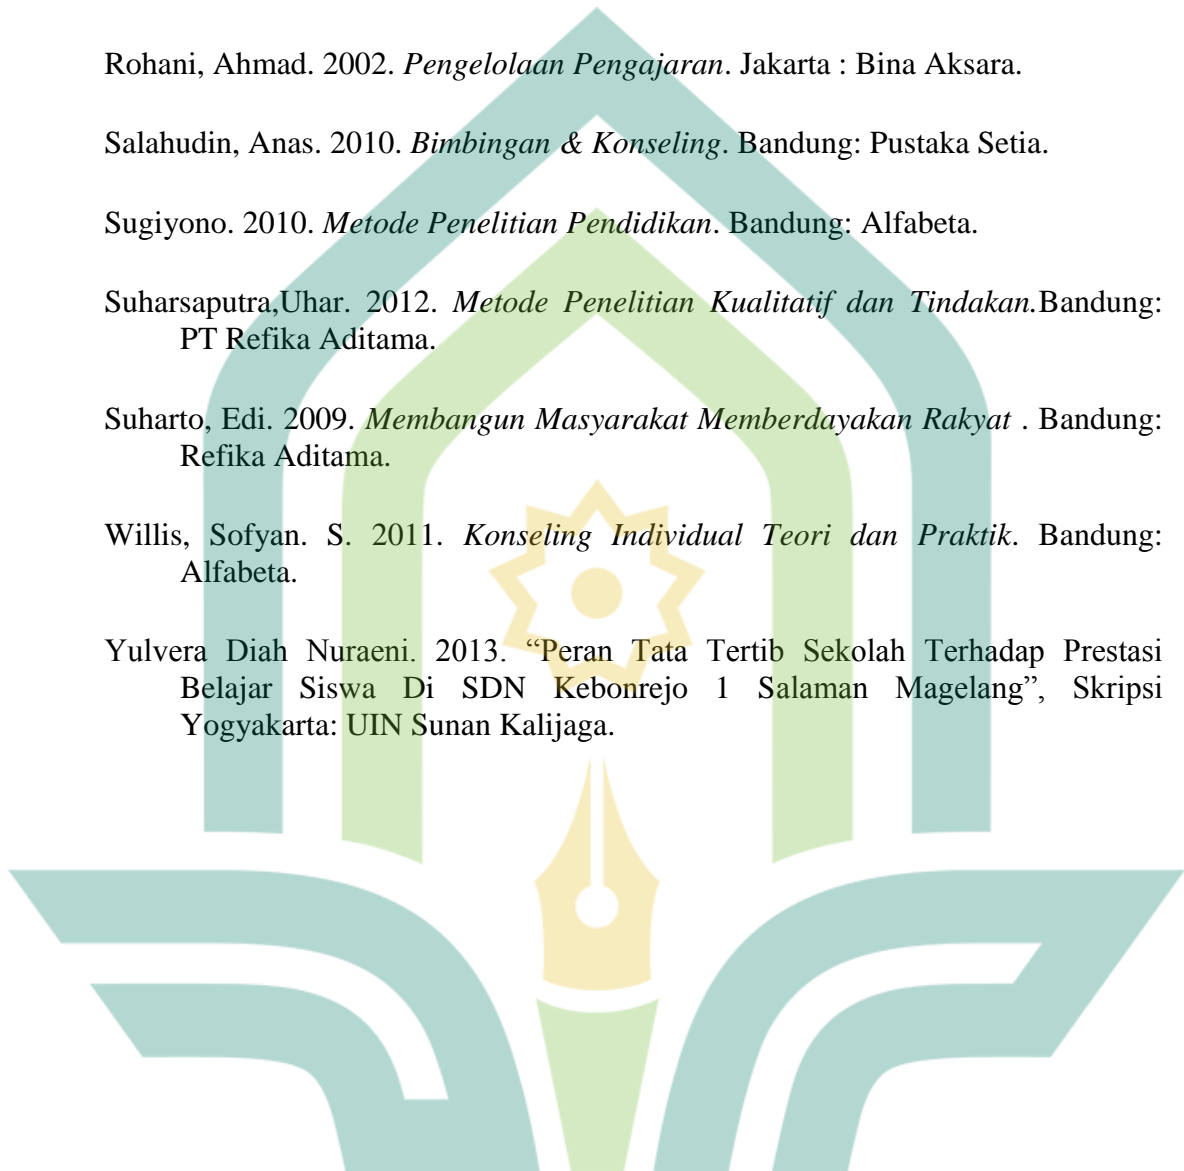 Rohani, Ahmad. 2002. Pengelolaan Pengajaran. Jakarta : Bina Aksara.
Salahudin, Anas. 2010. Bimbingan & Konseling. Bandung: Pustaka Setia.
Sugiyono. 2010. Metode Penelitian Pendidikan. Bandung: Alfabeta.
Suharsaputra,Uhar. 2012. Metode Penelitian Kualitatif dan Tindakan.Bandung:
PT Refika Aditama.
Suharto, Edi. 2009. Membangun Masyarakat Memberdayakan Rakyat . Bandung:
Refika Aditama.
Willis, Sofyan. S. 2011. Konseling Individual Teori dan Praktik. Bandung:
Alfabeta.
Yulvera Diah Nuraeni. 2013. “Peran Tata Tertib Sekolah Terhadap Prestasi
Belajar Siswa Di SDN Kebonrejo 1 Salaman Magelang”, Skripsi
Yogyakarta: UIN Sunan Kalijaga.